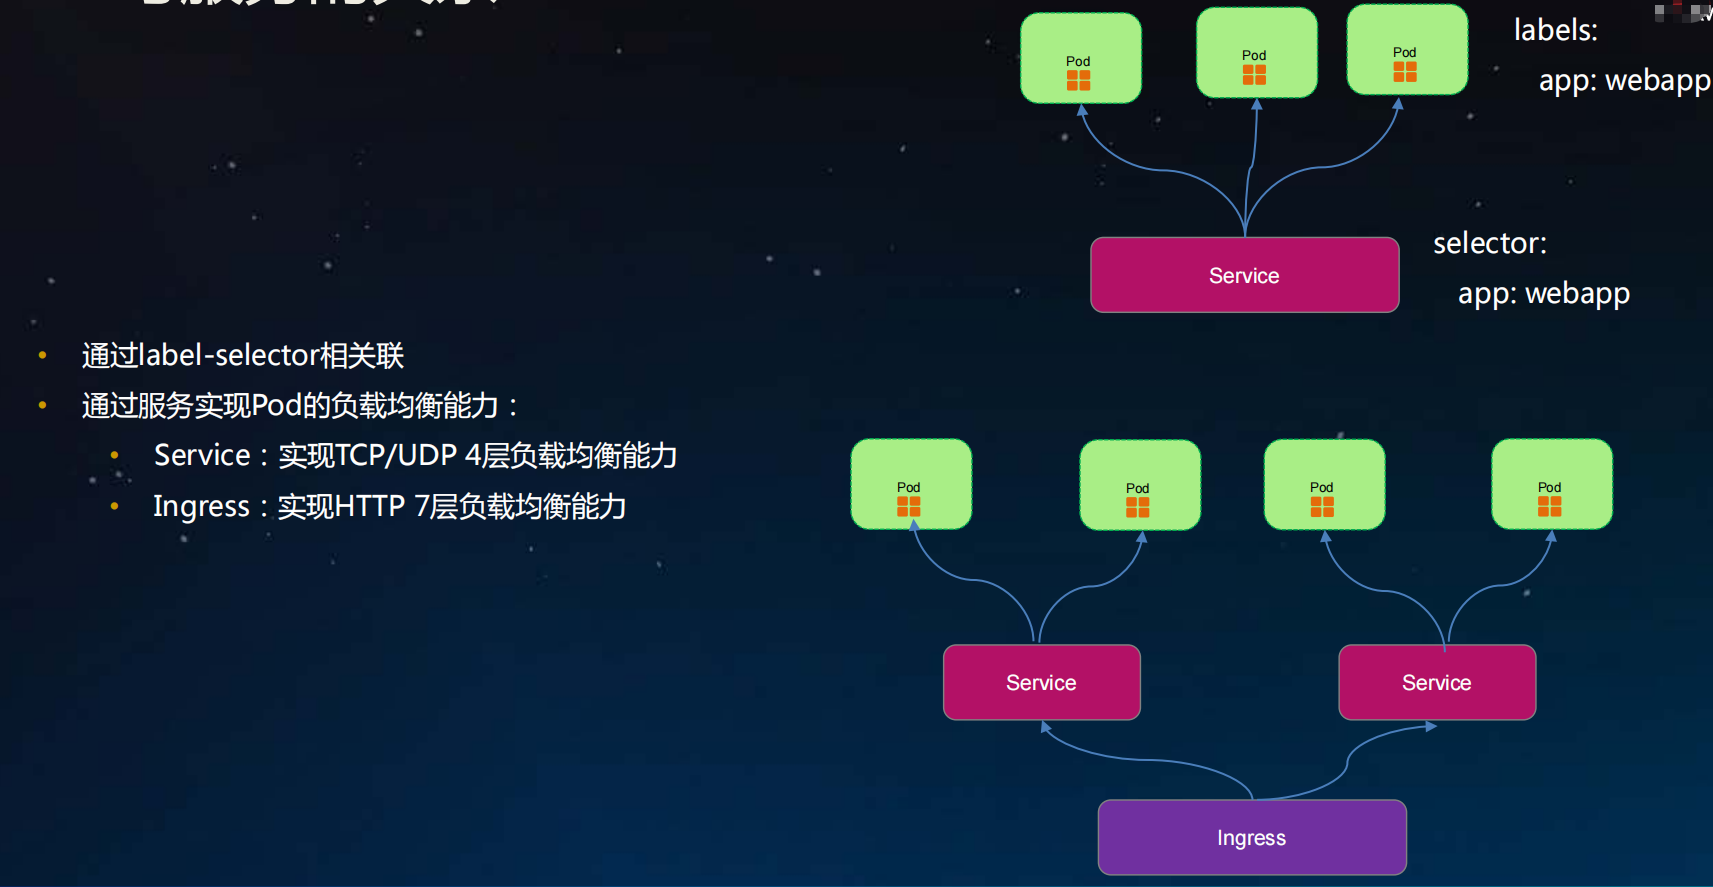 通过label-selector相关联
通过服务实现Pod的负载均衡能力：
Service：实现TCP/UDP 4层负载均衡能力
Ingress：实现HTTP 7层负载均衡能力
Pod
Pod
Pod
labels:
app: webapp
Service
selector:
app: webapp
Pod
Pod
Pod
Pod
Service
Service
Ingress